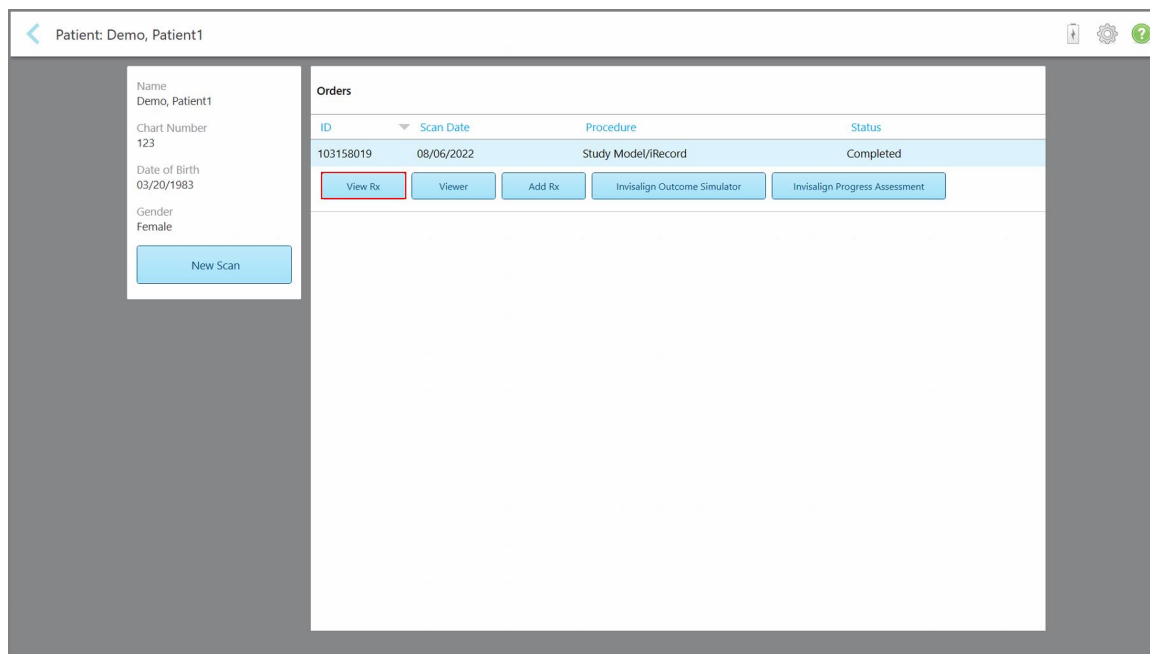 Patient: Demo, Patient1
?
Name
Demo, Patient1
Chart Number
123
Date of Birth
03/20/1983
Gender
Female
New Scan
Orders
ID Scan Date Procedure Status
103158019 08/06/2022 Study Model/iRecord Completed
View Rx Viewer Add Rx Invisalign Outcome Simulator Invisalign Progress Assessment